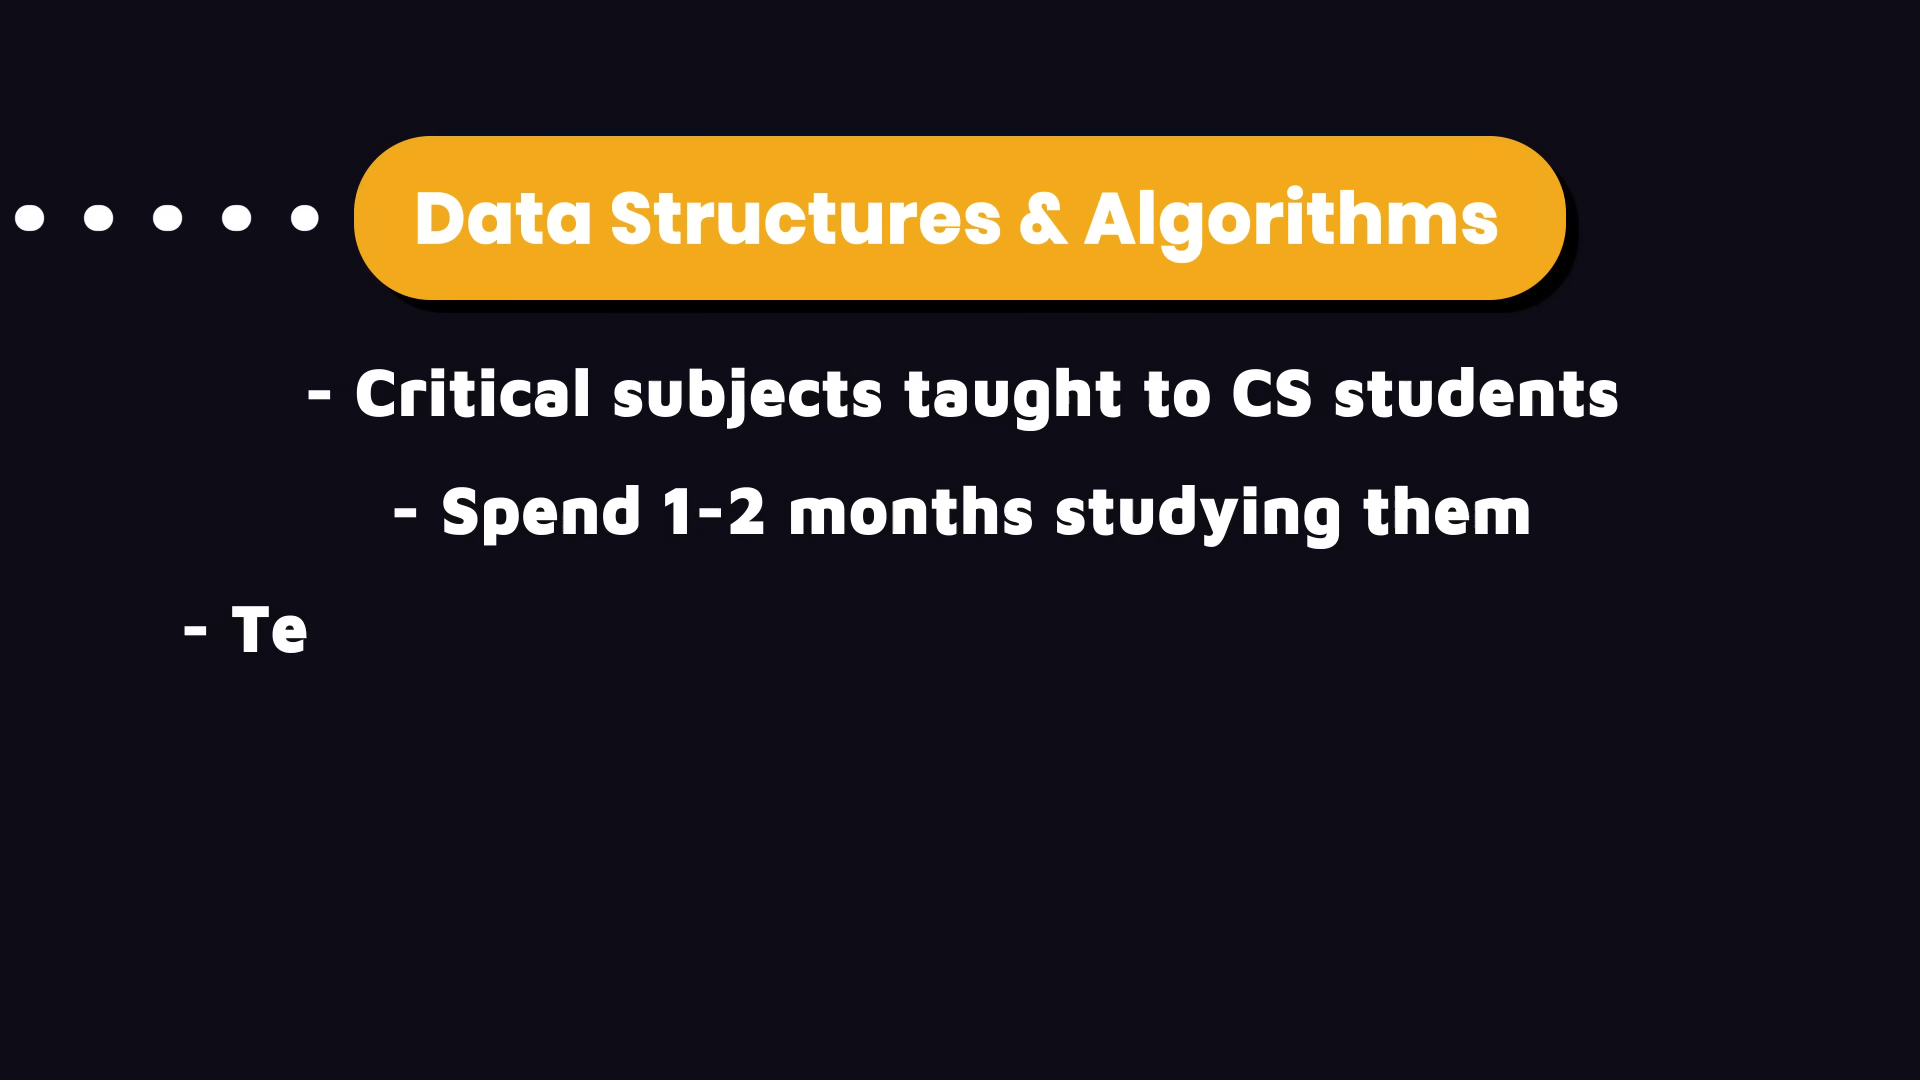 Data Structures & Algorithms
- Critical subjects taught to CS students
- Spend 1-2 months studying them
- Te